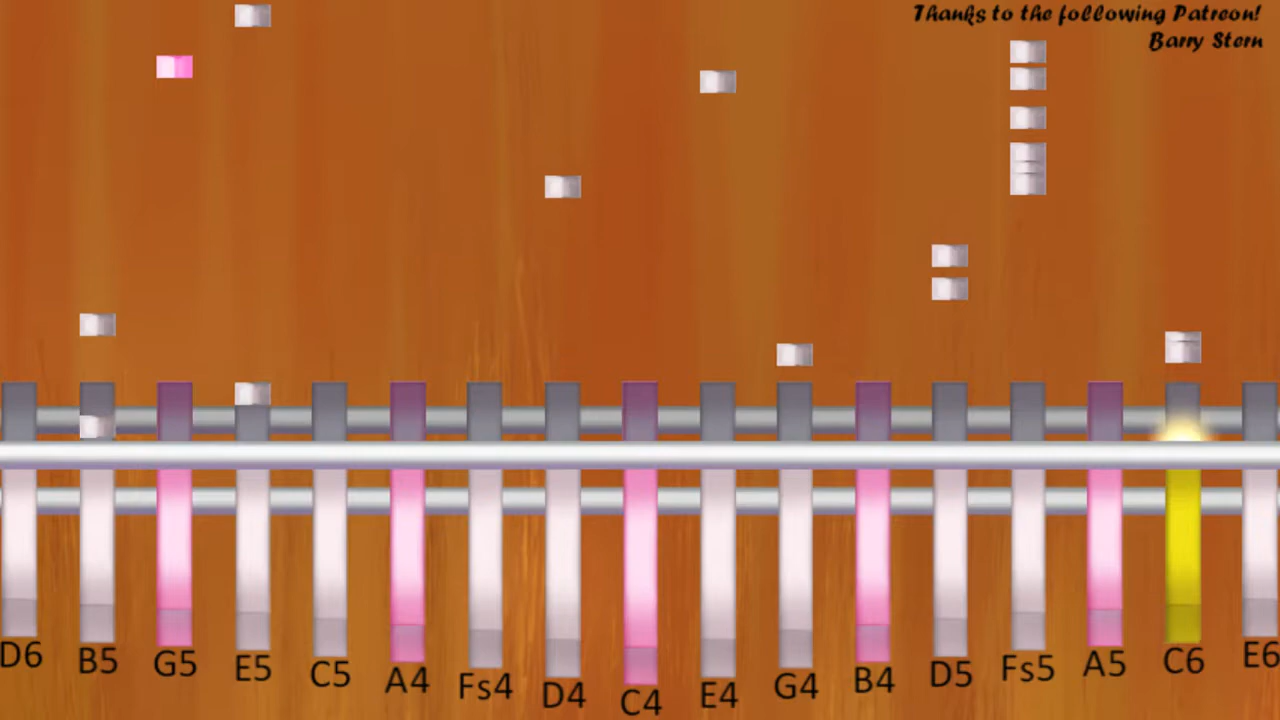 Thanks to the following Patreon!
Barry Stern
D6 B5 G5 E5 C5 A4 Fs4 D4 C4 E4 G4 B4 D5 Fs5 A5 C6 E6